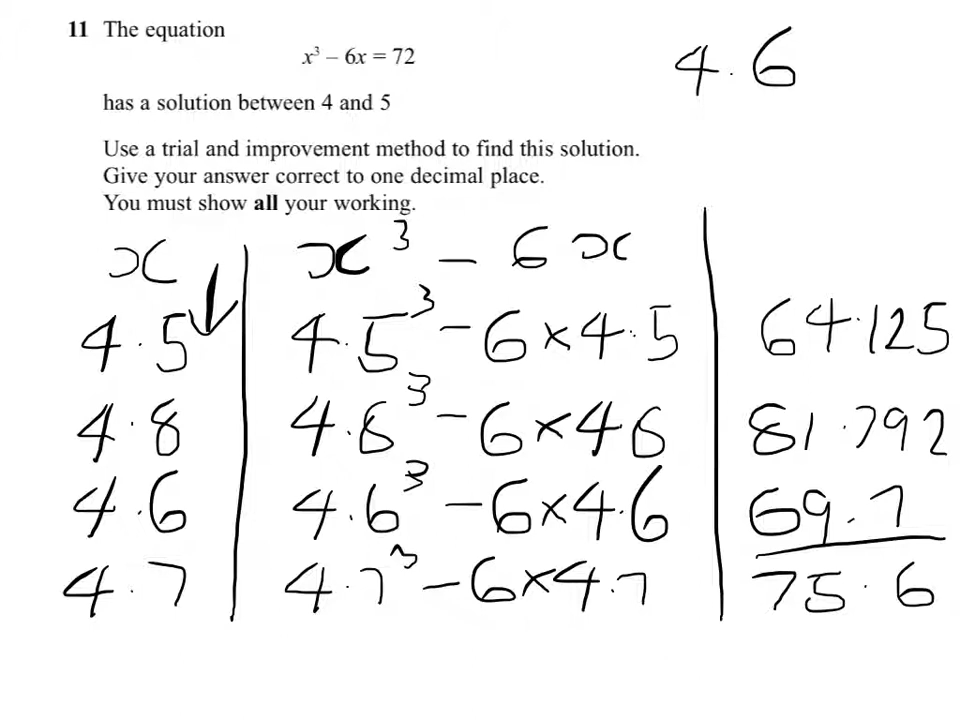 11 The equation
x³ – 6x = 72
4.6
has a solution between 4 and 5
Use a trial and improvement method to find this solution.
Give your answer correct to one decimal place.
You must show all your working.
x x³ - 6x
4.5 4.5³ - 6×4.5 64.125
4.8 4.8³ - 6×48 81.792
4.6 4.6³ - 6×4.6 69.7
4.7 4.7³ - 6×4.7 75.6